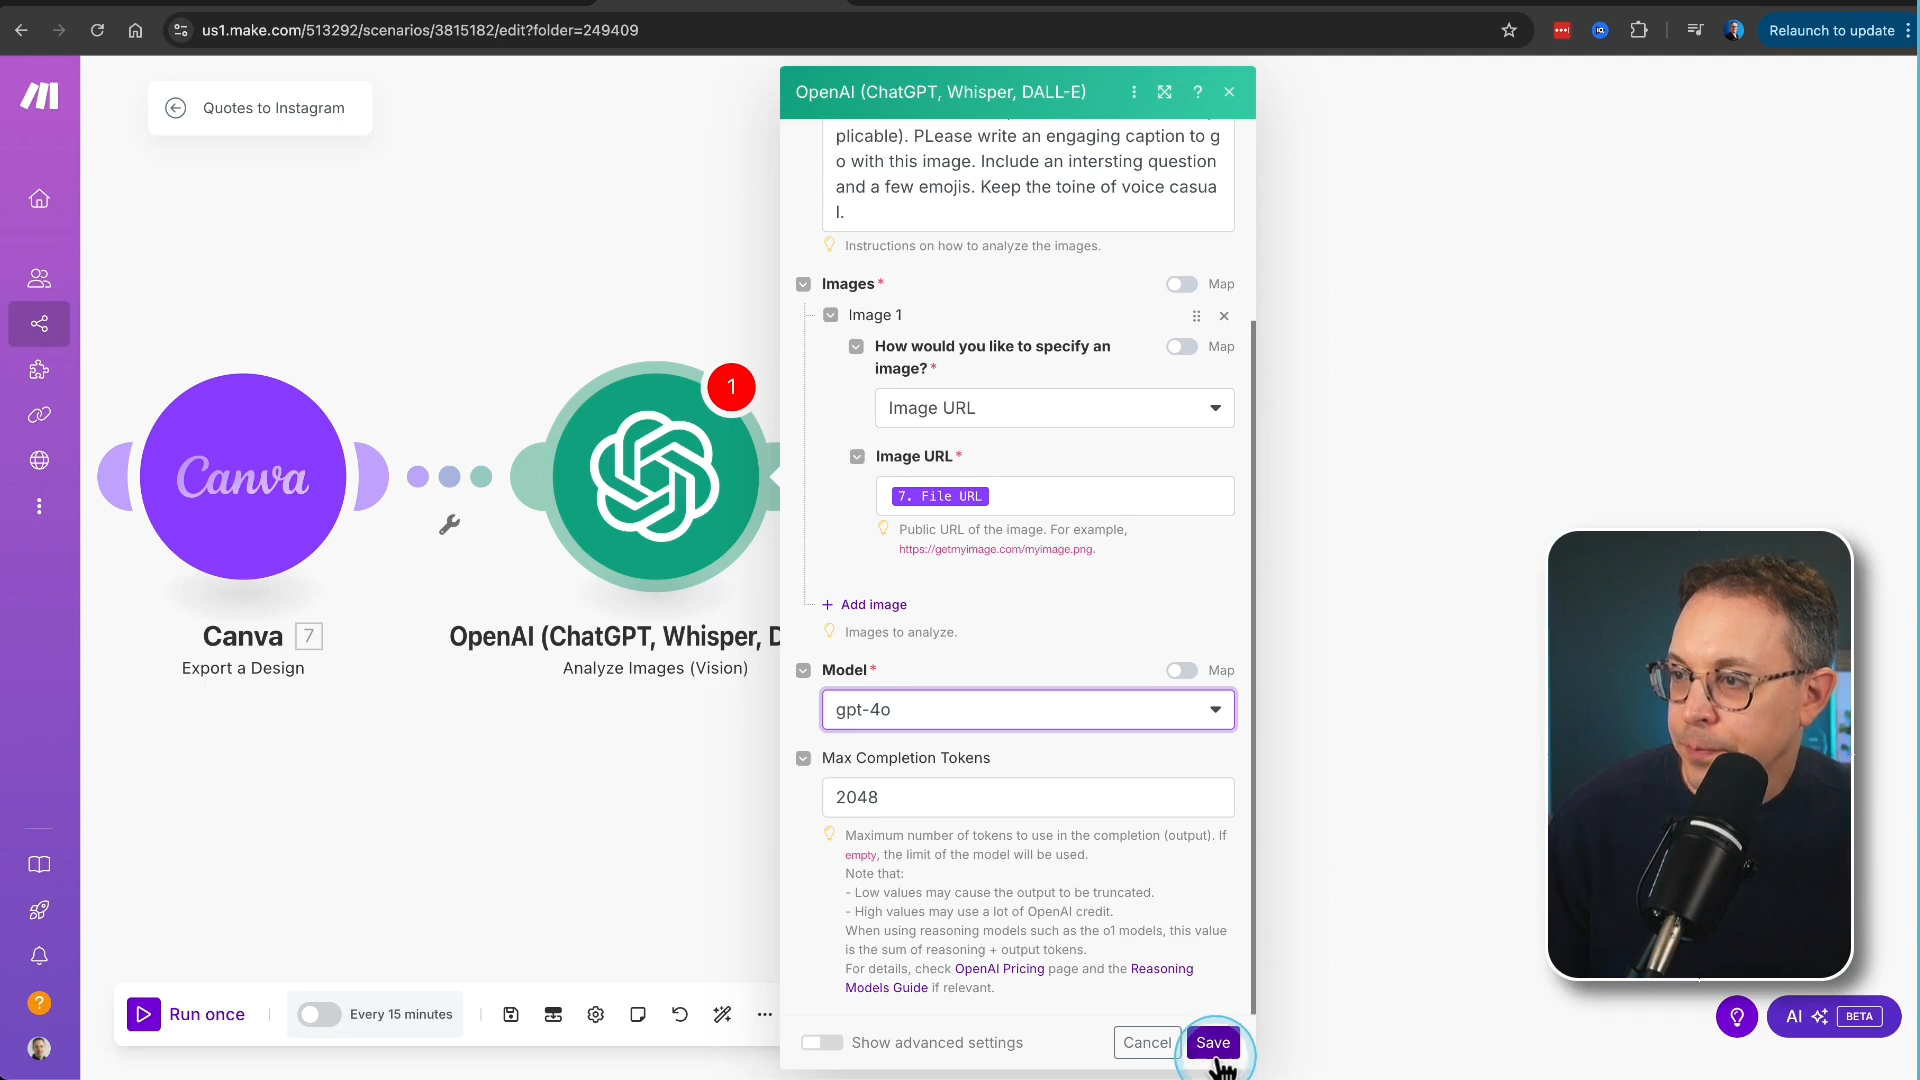 us1.make.com/513292/scenarios/3815182/edit?folder=249409
Relaunch to update
Quotes to Instagram
OpenAI (ChatGPT, Whisper, DALL-E)
plicable). PLease write an engaging caption to g
o with this image. Include an intersting question
and a few emojis. Keep the toine of voice casua
l.
Instructions on how to analyze the images.
Images*
Map
Image 1
How would you like to specify an
image?*
Map
Image URL
Image URL*
7. File URL
Public URL of the image. For example,
https://getmyimage.com/myimage.png.
+ Add image
Images to analyze.
Model*
Map
gpt-4o
Max Completion Tokens
2048
Maximum number of tokens to use in the completion (output). If
empty, the limit of the model will be used.
Note that:
- Low values may cause the output to be truncated.
- High values may use a lot of OpenAI credit.
When using reasoning models such as the o1 models, this value
is the sum of reasoning + output tokens.
For details, check OpenAI Pricing page and the Reasoning
Models Guide if relevant.
Show advanced settings
Cancel
Save
Canva
Canva 7
Export a Design
1
OpenAI (ChatGPT, Whisper, D
Analyze Images (Vision)
Run once
Every 15 minutes
AI
BETA